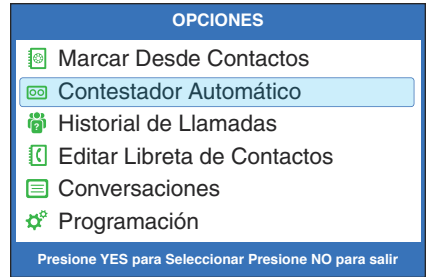 OPCIONES
Marcar Desde Contactos
Contestador Automático
Historial de Llamadas
Editar Libreta de Contactos
Conversaciones
Programación
Presione YES para Seleccionar Presione NO para salir